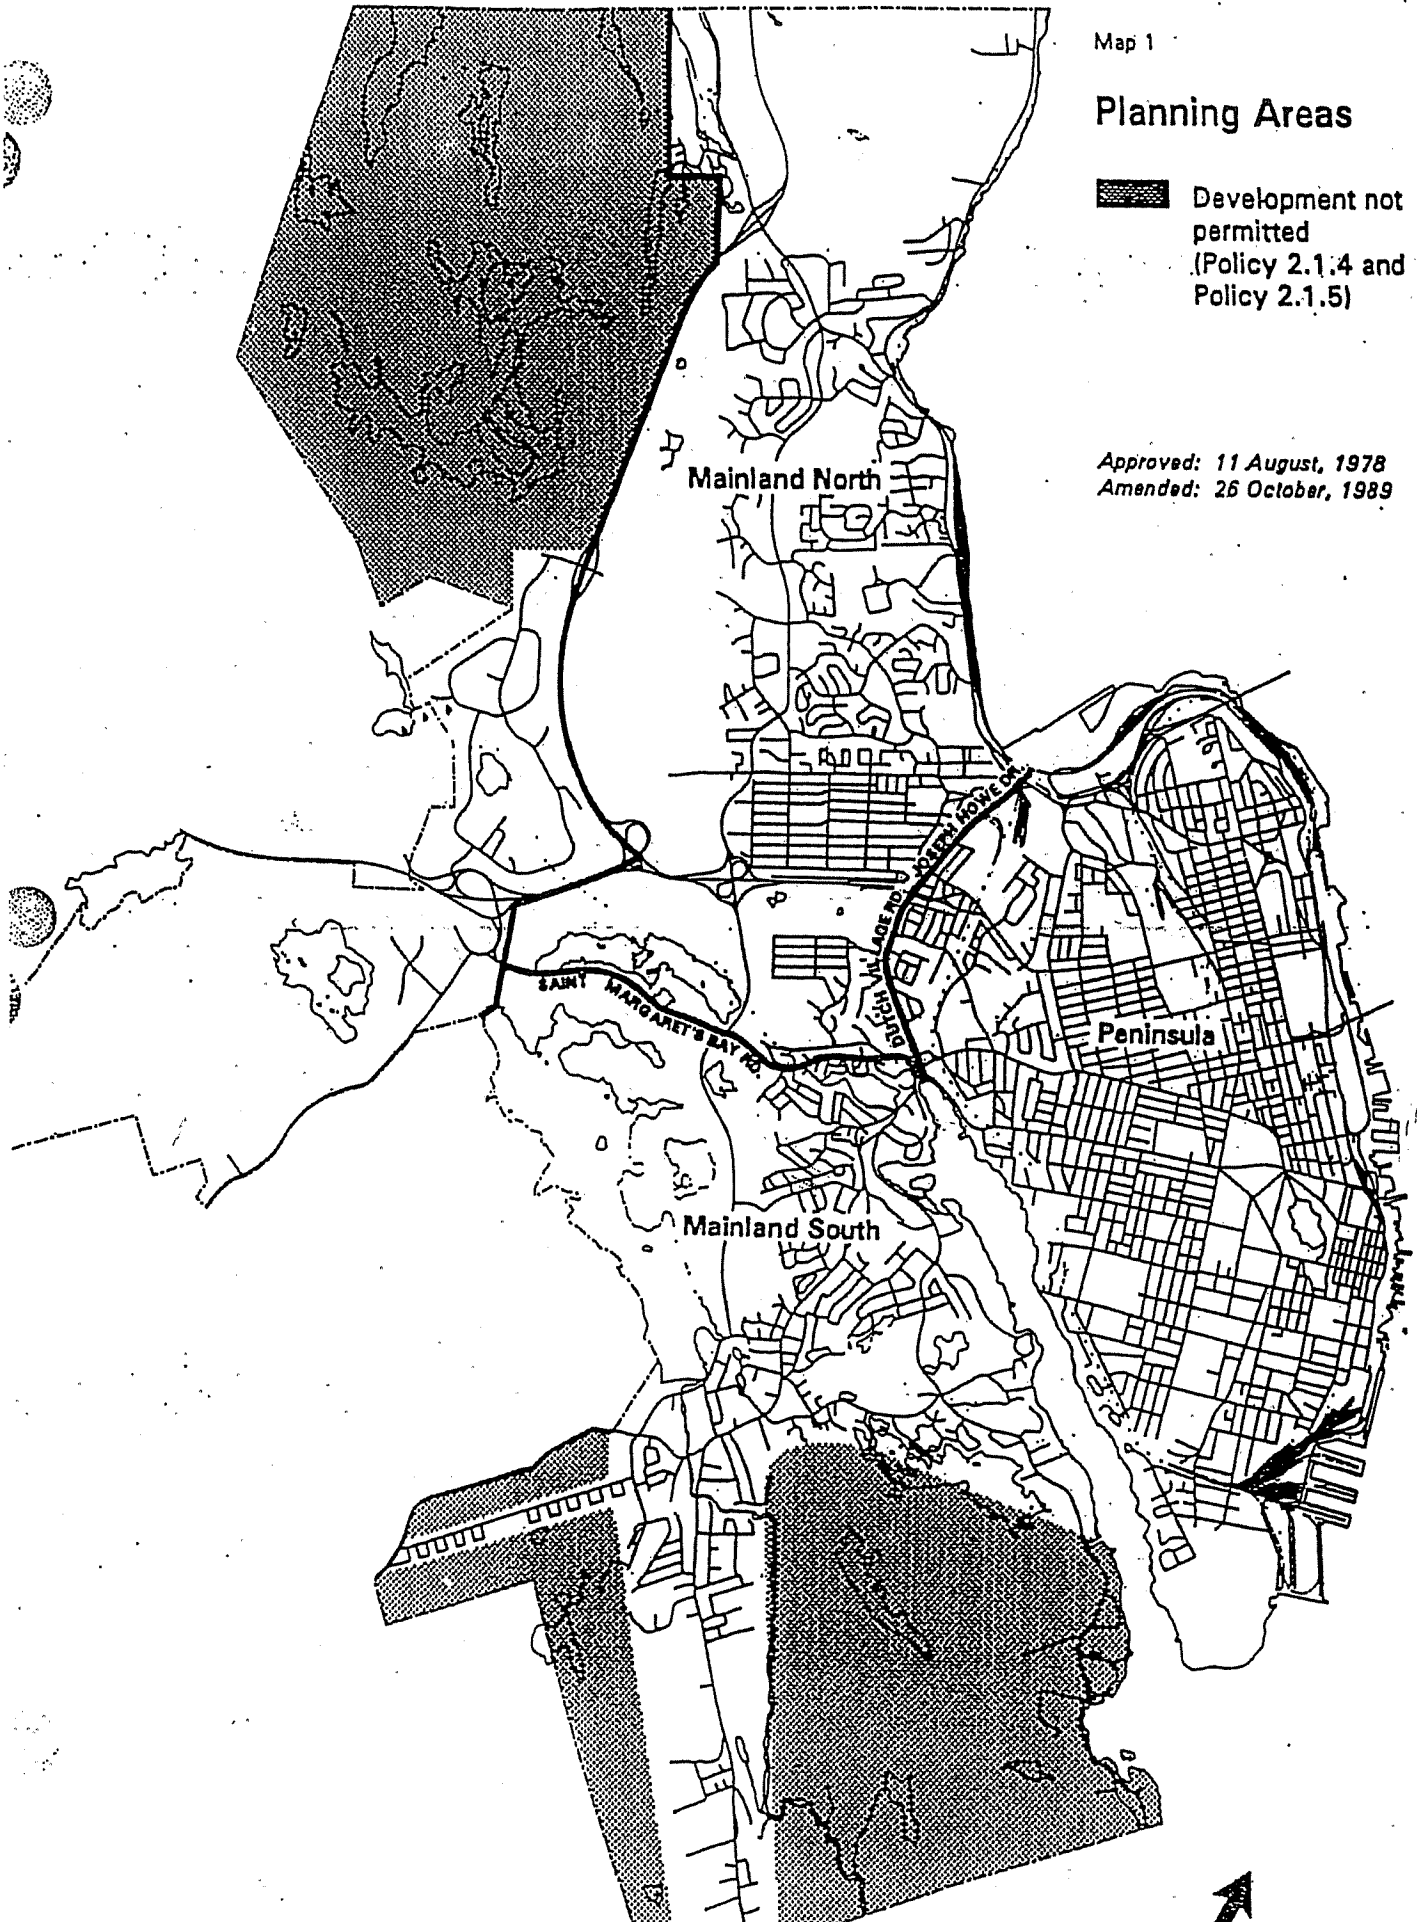 Map 1
Planning Areas
Development not
permitted
(Policy 2.1.4 and
Policy 2.1.5)
Approved: 11 August, 1978
Amended: 26 October, 1989
Mainland North
JOSEPH HOWE DR.
DUTCH VILLAGE RD.
SAINT MARGARET'S BAY RD.
Peninsula
Mainland South